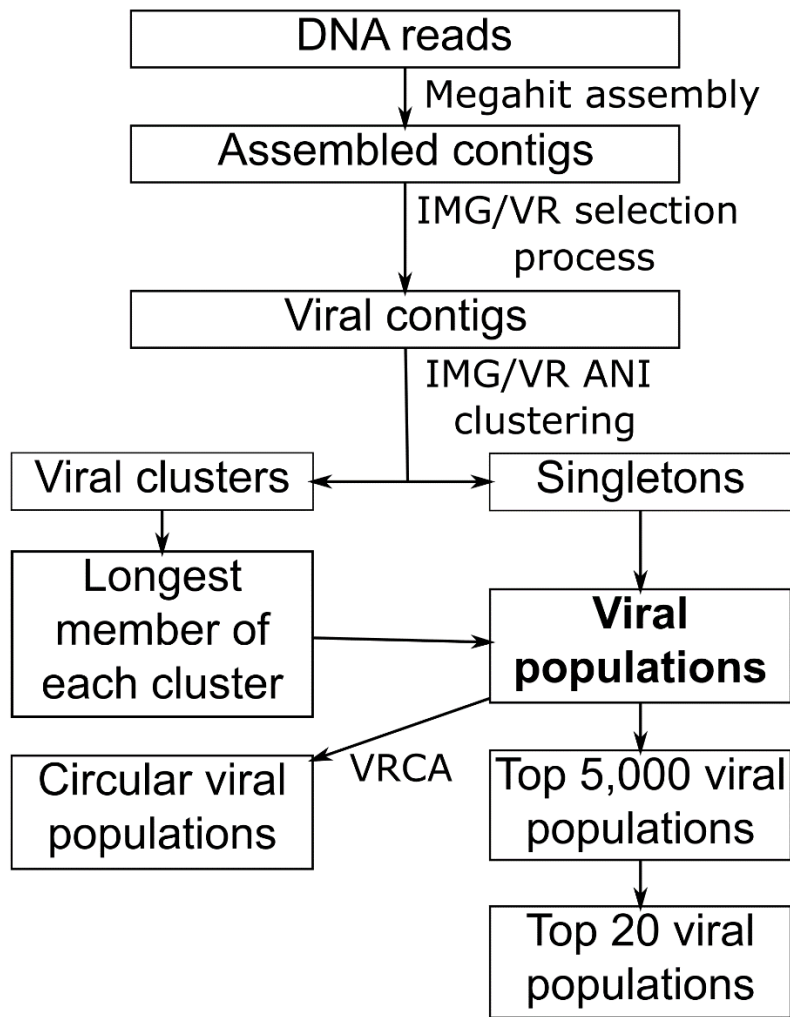 DNA reads
Megahit assembly
Assembled contigs
IMG/VR selection
process
Viral contigs
IMG/VR ANI
clustering
Viral clusters
Singletons
Longest
member of
each cluster
Viral
populations
VRCA
Circular viral
populations
Top 5,000 viral
populations
Top 20 viral
populations